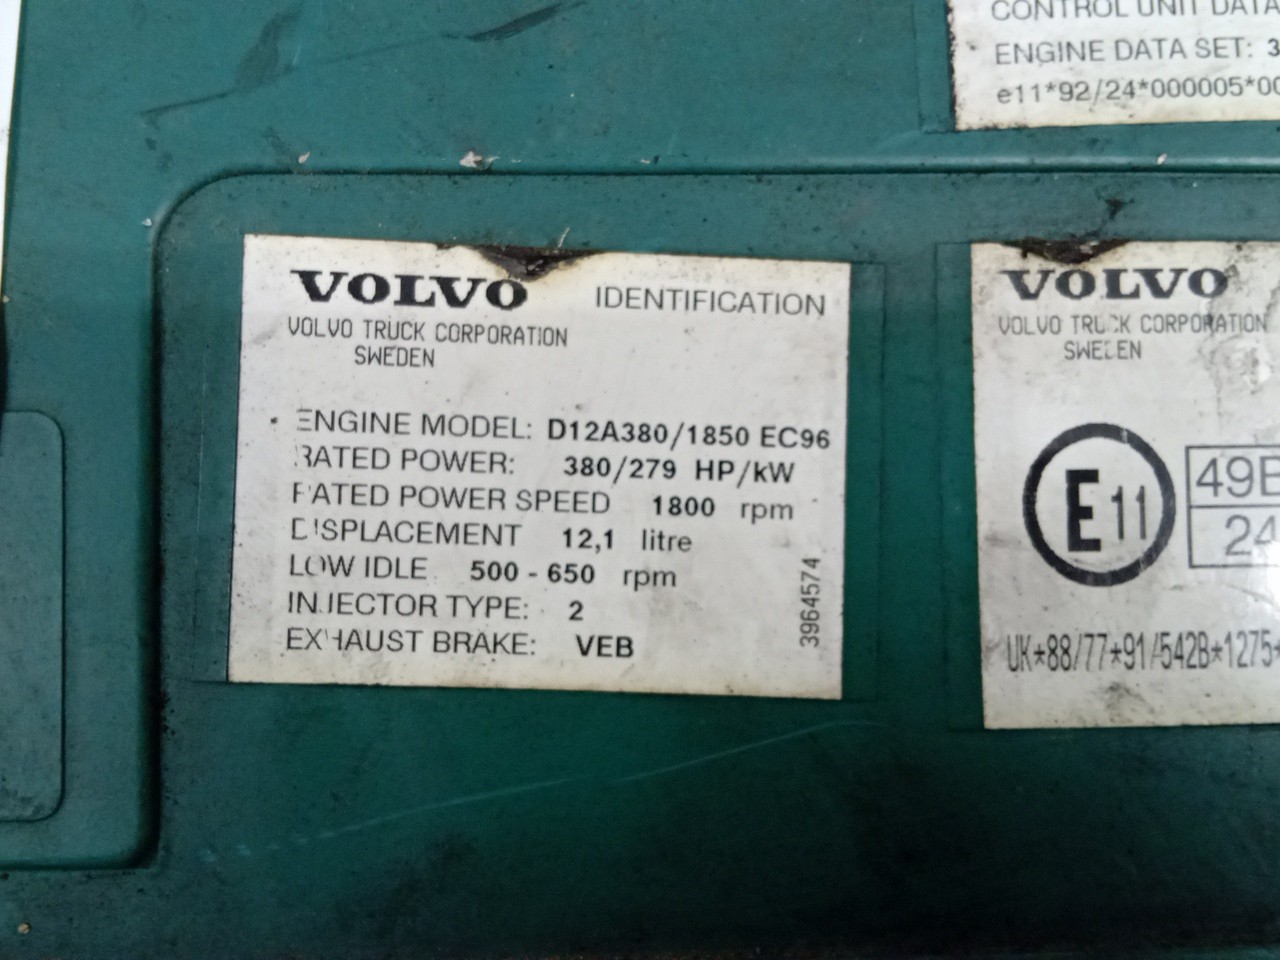 CONTROL UNIT DATA
ENGINE DATA SET: 3
e11*92/24*000005*00
VOLVO IDENTIFICATION
VOLVO TRUCK CORPORATION
SWEDEN
ENGINE MODEL: D12A380/1850 EC96
RATED POWER: 380/279 HP/kW
RATED POWER SPEED 1800 rpm
DISPLACEMENT 12,1 litre
LOW IDLE 500 - 650 rpm
INJECTOR TYPE: 2
EXHAUST BRAKE: VEB
3964574
VOLVO
VOLVO TRUCK CORPORATION
SWEDEN
E11
49B
24
UK*88/77*91/542B*1275*